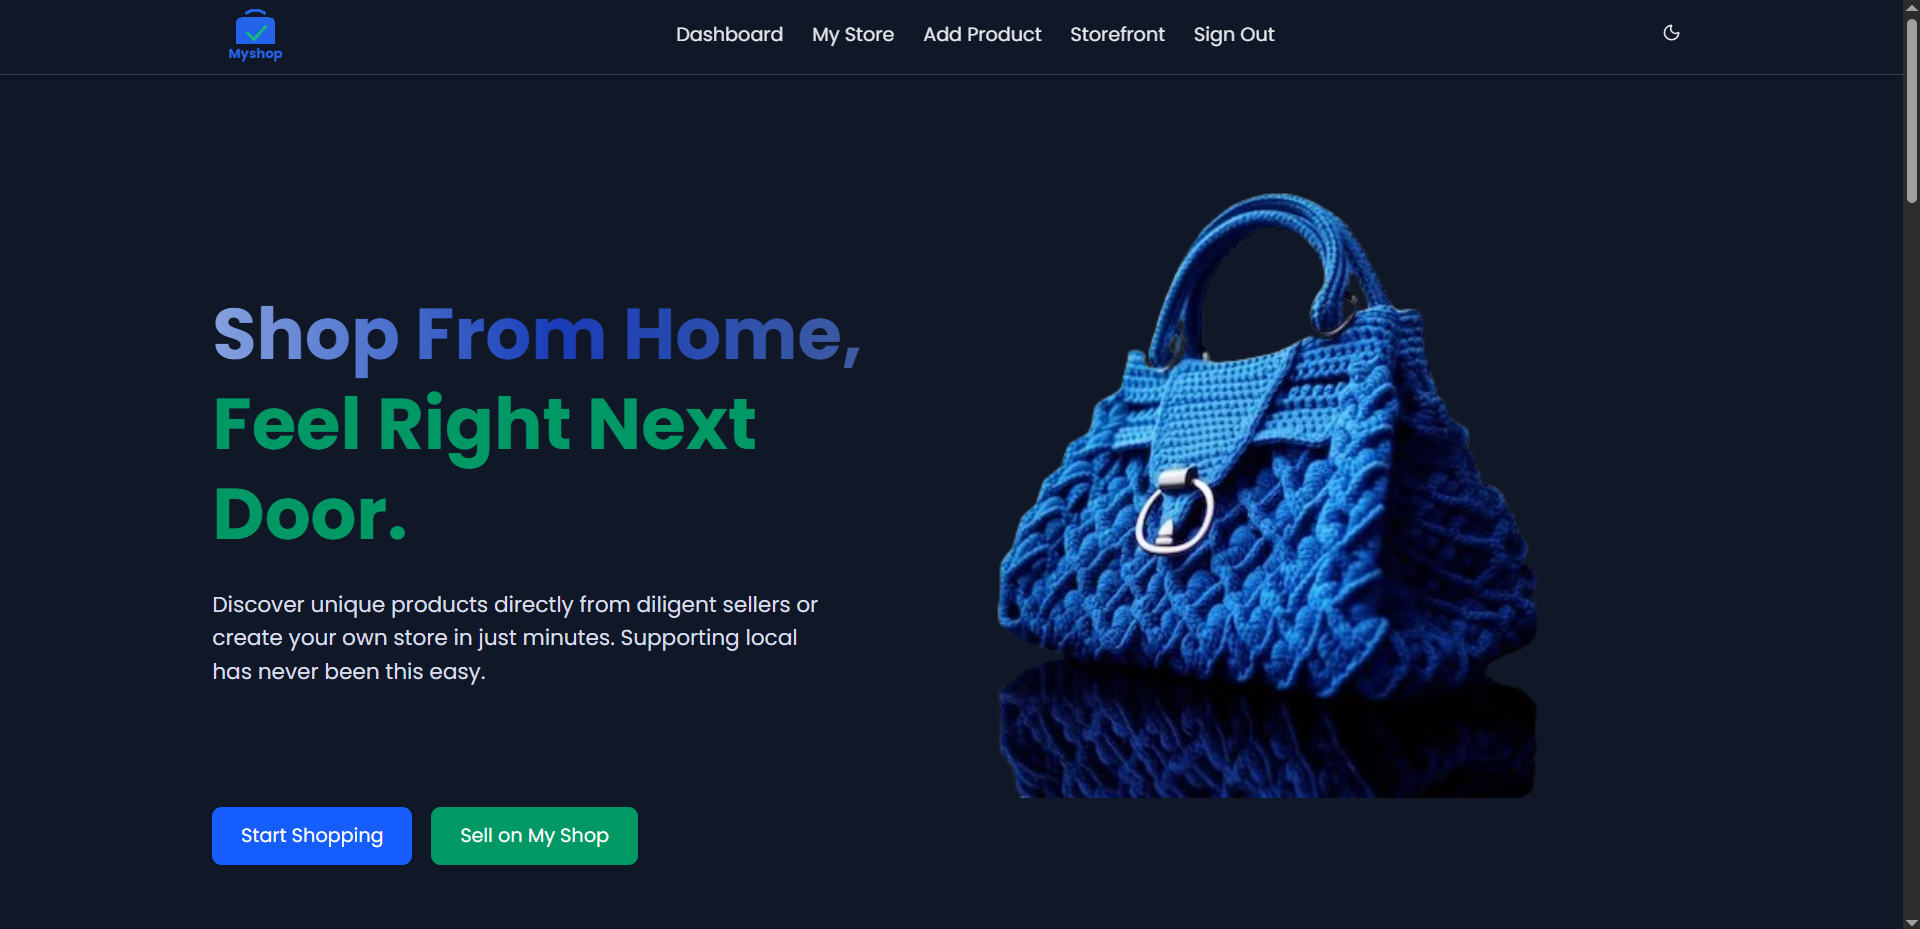 Myshop
Dashboard My Store Add Product Storefront Sign Out
Shop From Home,
Feel Right Next
Door.
Discover unique products directly from diligent sellers or
create your own store in just minutes. Supporting local
has never been this easy.
Start Shopping Sell on My Shop